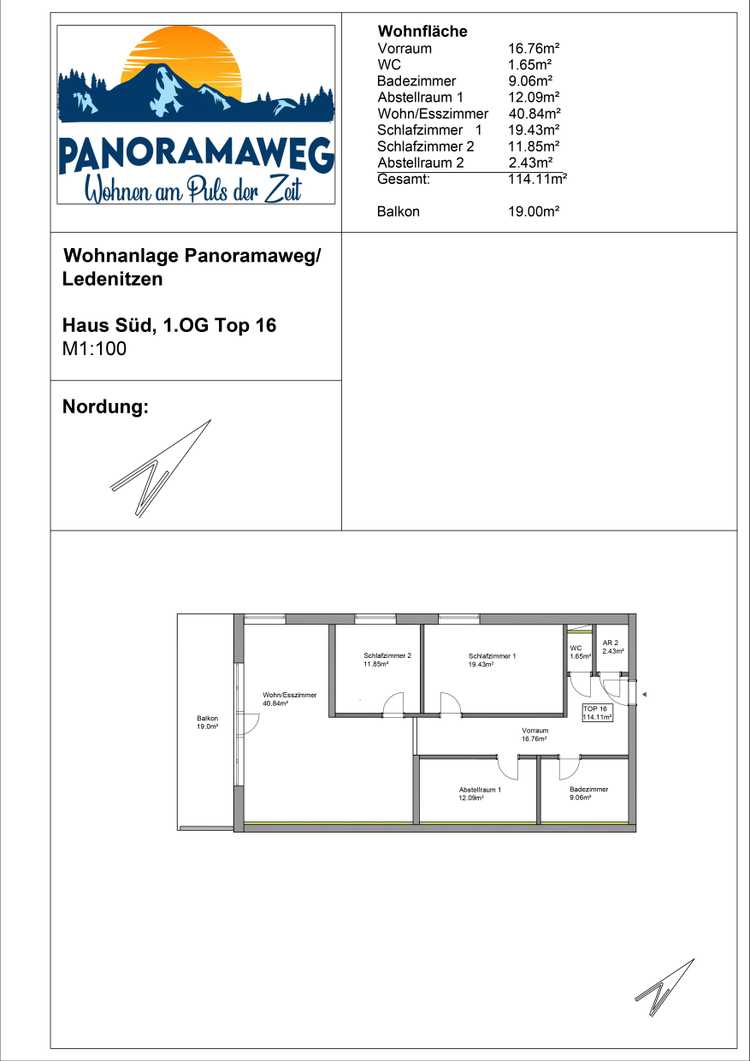 PANORAMAWEG
Wohnen am Puls der Zeit
Wohnfläche
Vorraum 16.76m²
WC 1.65m²
Badezimmer 9.06m²
Abstellraum 1 12.09m²
Wohn/Esszimmer 40.84m²
Schlafzimmer 1 19.43m²
Schlafzimmer 2 11.85m²
Abstellraum 2 2.43m²
Gesamt: 114.11m²
Balkon 19.00m²
Wohnanlage Panoramaweg/
Ledenitzen
Haus Süd, 1.OG Top 16
M1:100
Nordung:
N
Schlafzimmer 2
11.85m²
Schlafzimmer 1
19.43m²
WC
1.65m²
AR 2
2.43m²
Wohn/Esszimmer
40.84m²
Balkon
19.0m²
TOP 16
114.11m²
Vorraum
16.76m²
Abstellraum 1
12.09m²
Badezimmer
9.06m²
N